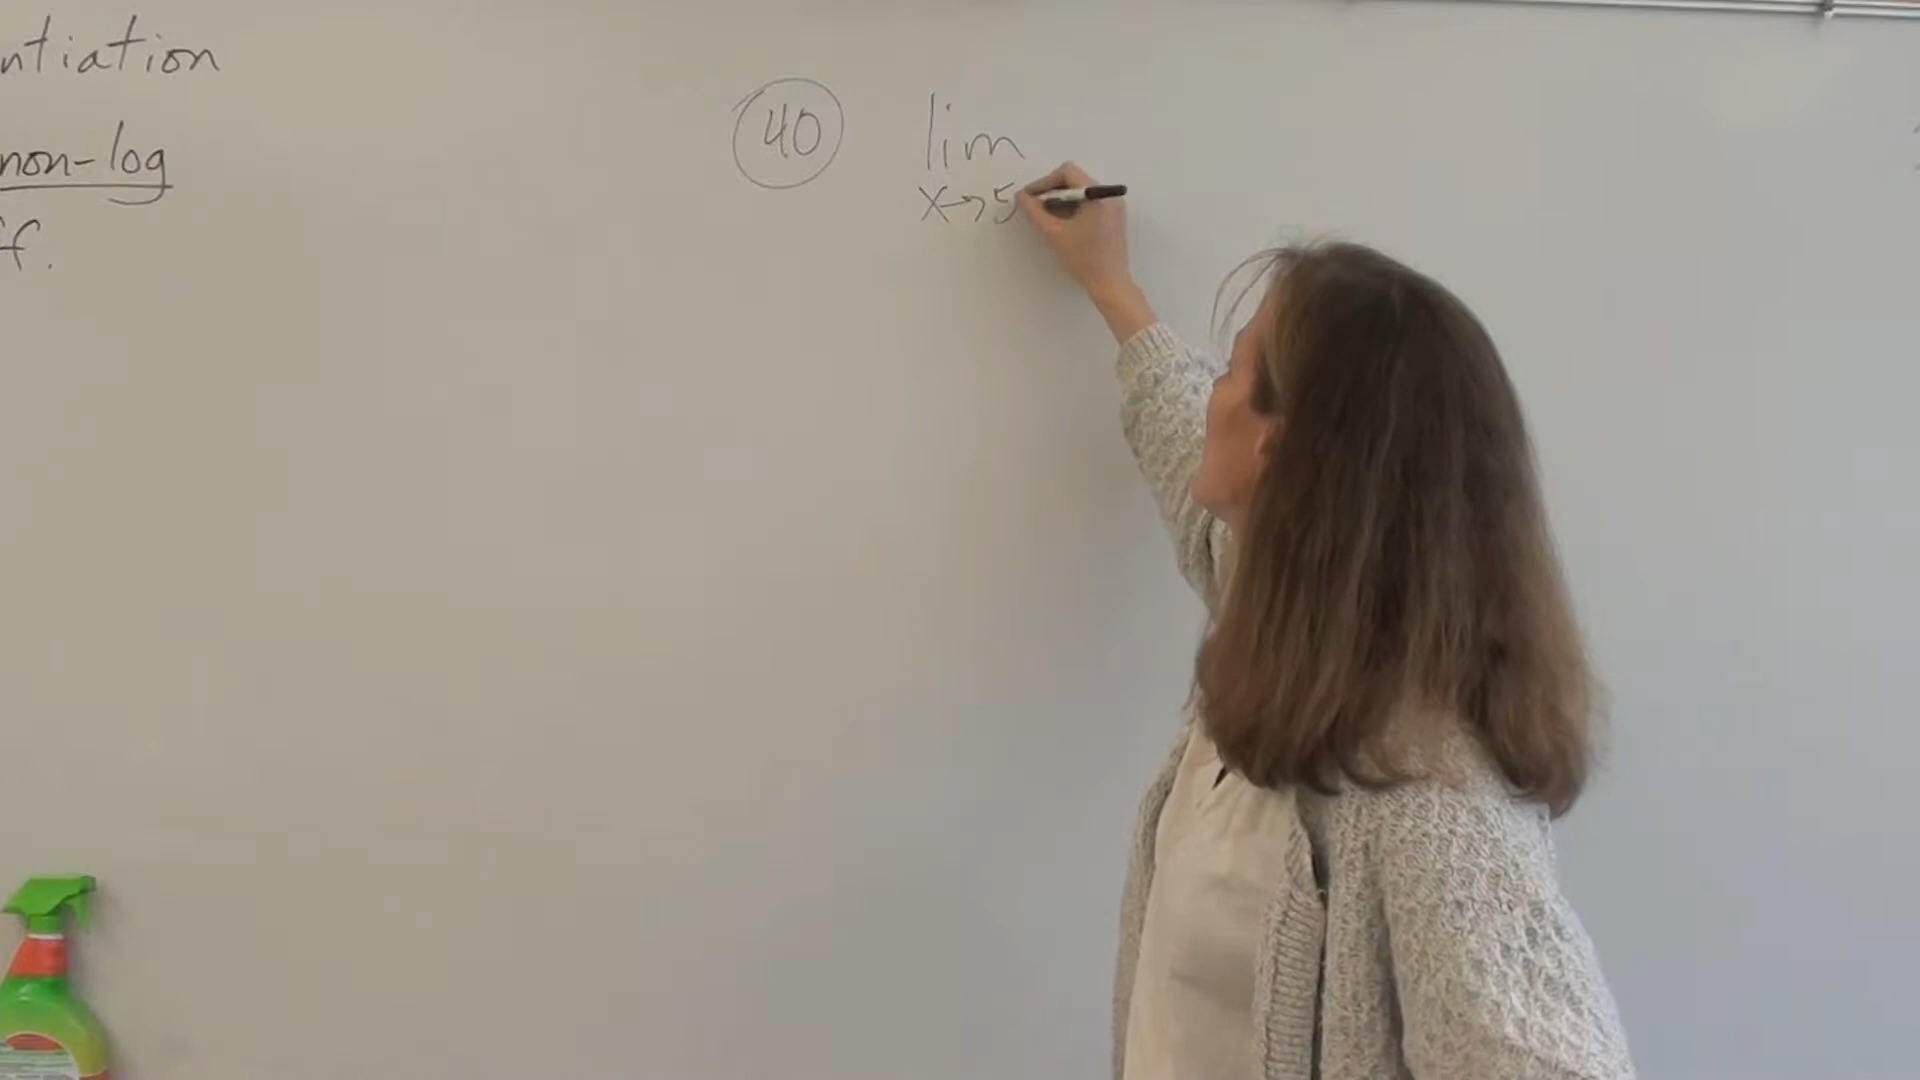 ntiation
non-log
f.
40 lim
x→5